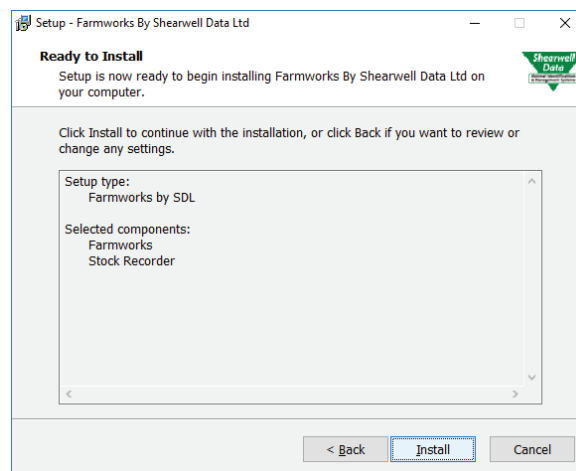 Setup - Farmworks By Shearwell Data Ltd
Ready to Install
Setup is now ready to begin installing Farmworks By Shearwell Data Ltd on
your computer.
Shearwell
Data
Click Install to continue with the installation, or click Back if you want to review or
change any settings.
Setup type:
Farmworks by SDL
Selected components:
Farmworks
Stock Recorder
< Back
Install
Cancel